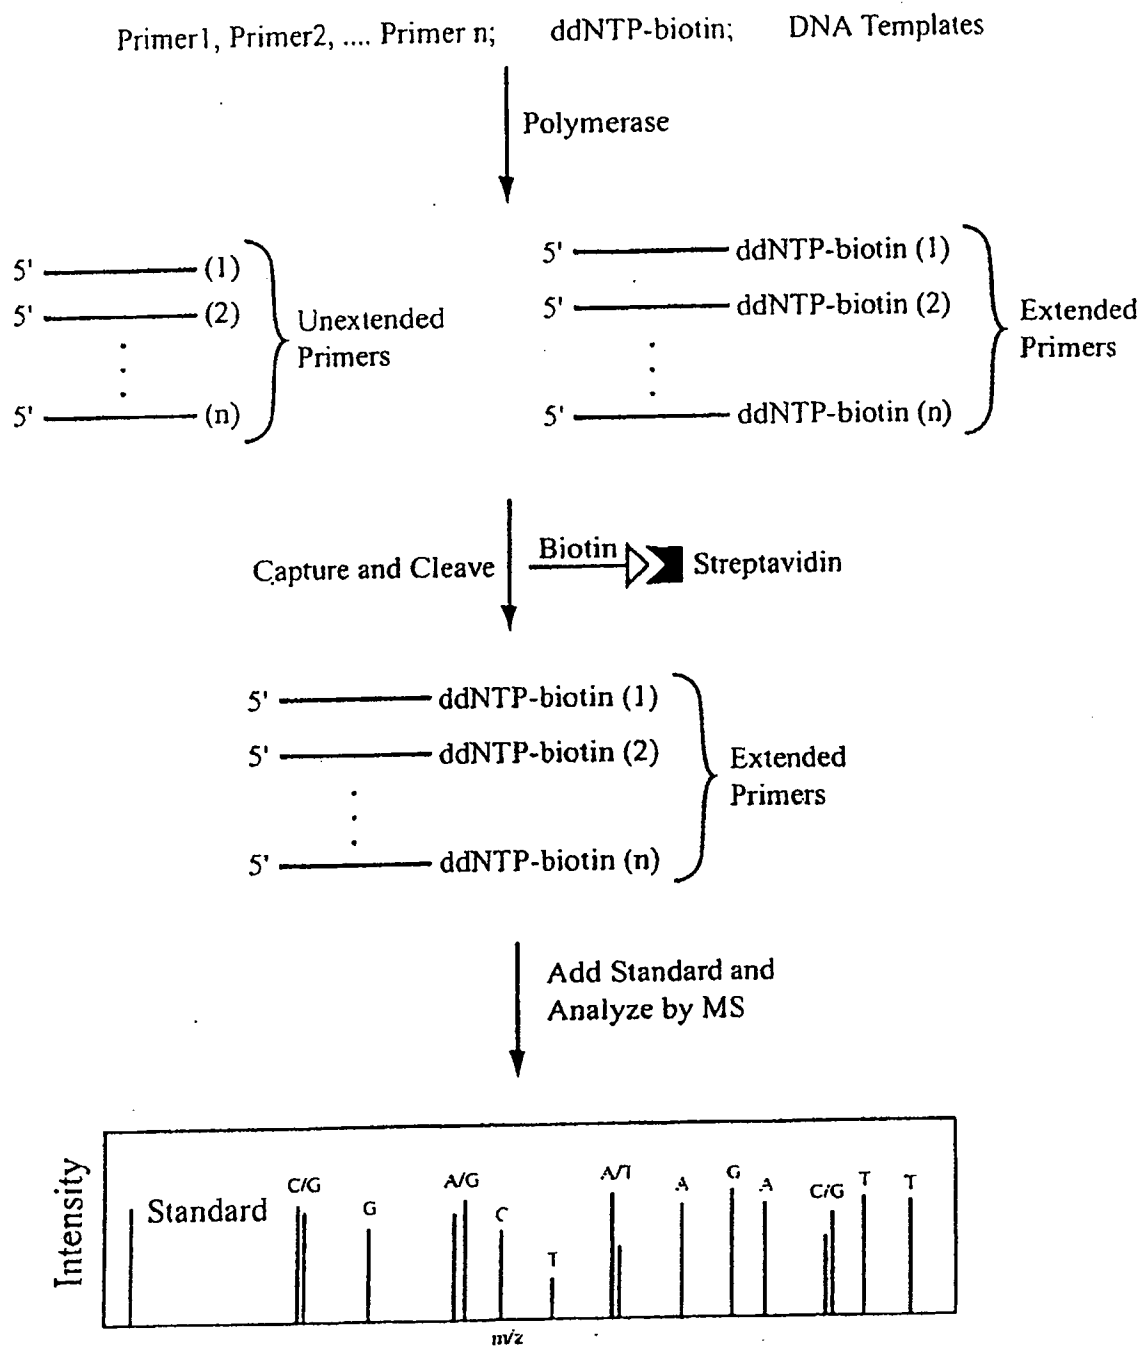 Primer1, Primer2, .... Primer n; ddNTP-biotin; DNA Templates
Polymerase
5' (1)
5' (2)
5' (n)
Unextended
Primers
5' ddNTP-biotin (1)
5' ddNTP-biotin (2)
5' ddNTP-biotin (n)
Extended
Primers
Capture and Cleave
Biotin
Streptavidin
5' ddNTP-biotin (1)
5' ddNTP-biotin (2)
5' ddNTP-biotin (n)
Extended
Primers
Add Standard and
Analyze by MS
Intensity
Standard
C/G
G
A/G
C
T
A/T
A
G
A
C/G
T
T
m/z